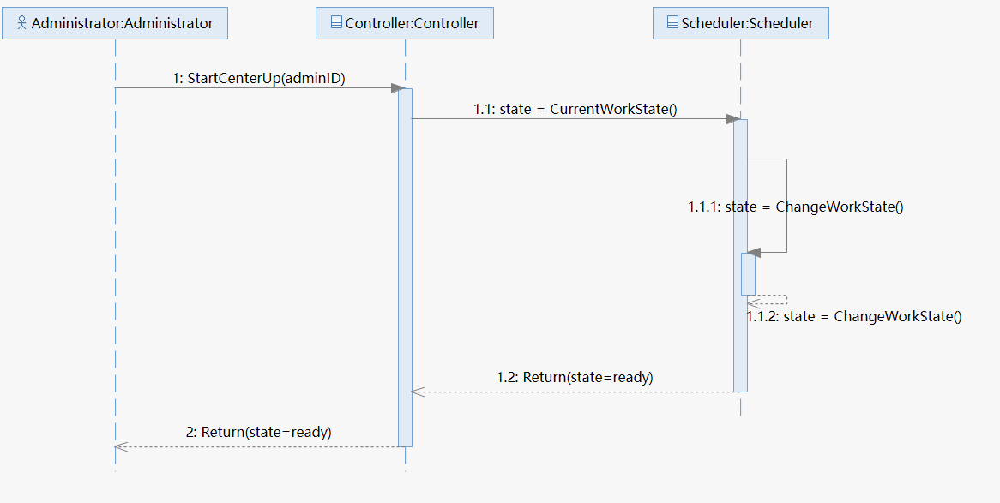 Administrator:Administrator
Controller:Controller
Scheduler:Scheduler
1: StartCenterUp(adminID)
1.1: state = CurrentWorkState()
1.1.1: state = ChangeWorkState()
1.1.2: state = ChangeWorkState()
1.2: Return(state=ready)
2: Return(state=ready)